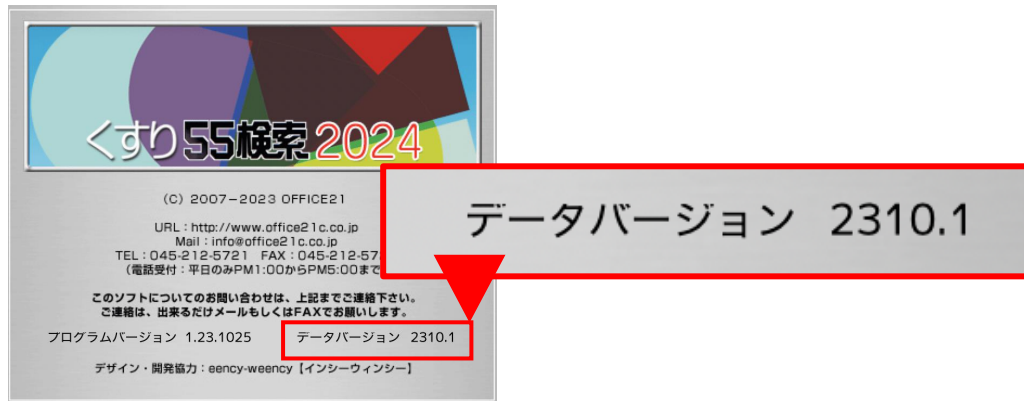 くすり55検索2024
(C) 2007-2023 OFFICE21
URL：http://www.office21c.co.jp
Mail：info@office21c.co.jp
TEL：045-212-5721 FAX：045-212-57
（電話受付：平日のみPM1:00からPM5:00まで
このソフトについてのお問い合わせは、上記までご連絡下さい。
ご連絡は、出来るだけメールもしくはFAXでお願いします。
プログラムバージョン 1.23.1025 データバージョン 2310.1
デザイン・開発協力：eency-weency【インシーウィンシー】
データバージョン 2310.1